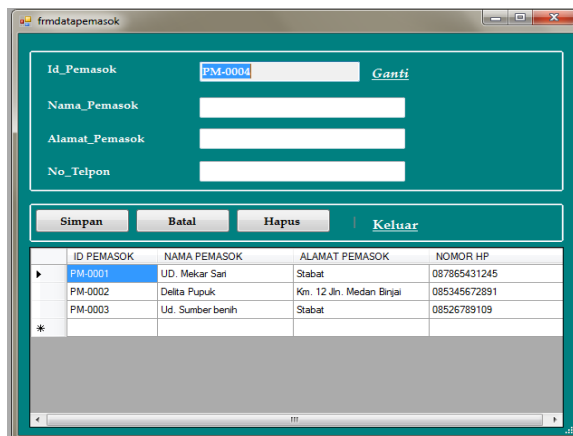 frmdatapemasok
Id_Pemasok PM-0004 Ganti
Nama_Pemasok
Alamat_Pemasok
No_Telpon
Simpan Batal Hapus | Keluar
ID PEMASOK NAMA PEMASOK ALAMAT PEMASOK NOMOR HP
PM-0001 UD. Mekar Sari Stabat 087865431245
PM-0002 Delita Pupuk Km. 12 Jln. Medan Binjai 085345672891
PM-0003 Ud. Sumber benih Stabat 08526789109